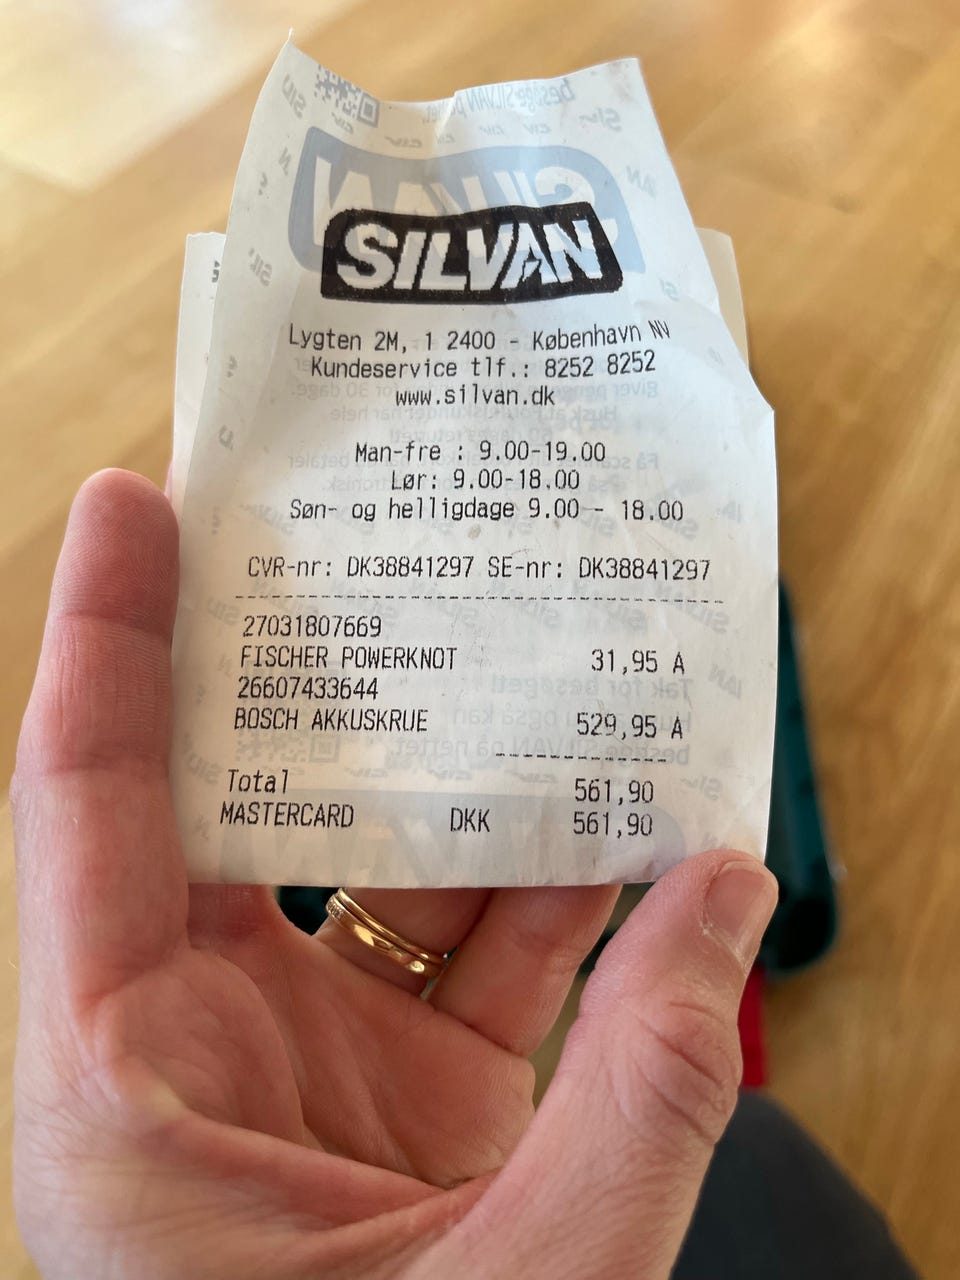 SILVAN
Lygten 2M, 1 2400 - København NV
Kundeservice tlf.: 8252 8252
www.silvan.dk
Man-fre : 9.00-19.00
Lør: 9.00-18.00
Søn- og helligdage 9.00 - 18.00
CVR-nr: DK38841297 SE-nr: DK38841297
27031807669
FISCHER POWERKNOT 31,95 A
26607433644
BOSCH AKKUSKRUE 529,95 A
Total 561,90
MASTERCARD DKK 561,90